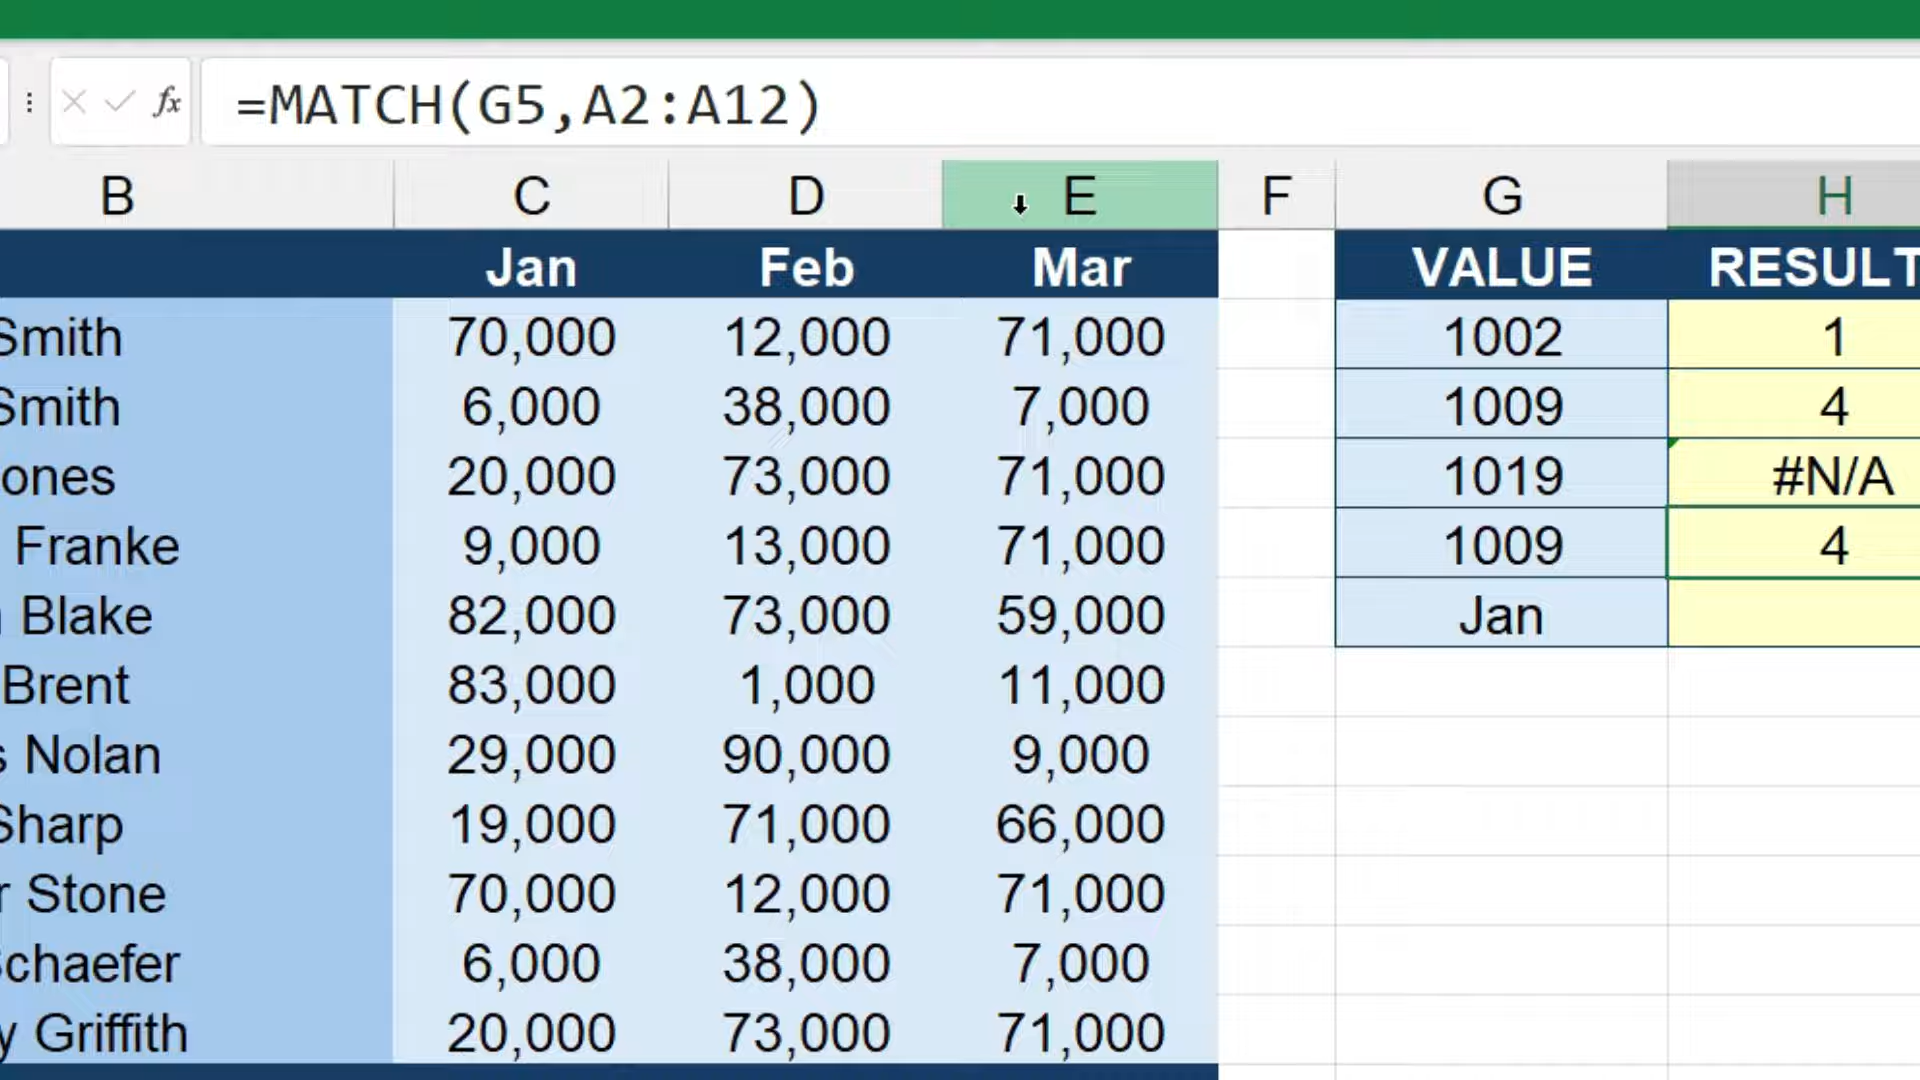 fx =MATCH(G5,A2:A12)
B C D E F G H
Jan Feb Mar VALUE RESULT
Smith 70,000 12,000 71,000 1002 1
Smith 6,000 38,000 7,000 1009 4
ones 20,000 73,000 71,000 1019 #N/A
Franke 9,000 13,000 71,000 1009 4
Blake 82,000 73,000 59,000 Jan
Brent 83,000 1,000 11,000
s Nolan 29,000 90,000 9,000
Sharp 19,000 71,000 66,000
r Stone 70,000 12,000 71,000
Schaefer 6,000 38,000 7,000
y Griffith 20,000 73,000 71,000